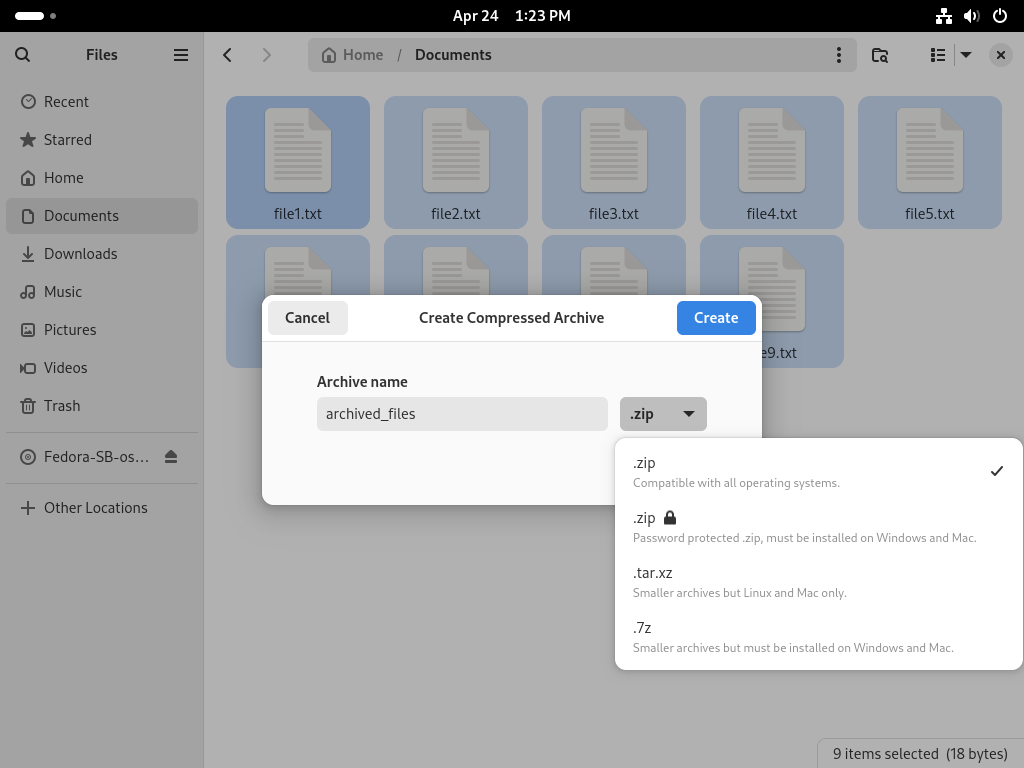 Apr 24 1:23 PM
Files
Home / Documents
Recent
Starred
Home
Documents
Downloads
Music
Pictures
Videos
Trash
Fedora-SB-os...
Other Locations
file1.txt
file2.txt
file3.txt
file4.txt
file5.txt
Cancel
Create Compressed Archive
Create
Archive name
archived_files
.zip
.zip
Compatible with all operating systems.
.zip
Password protected .zip, must be installed on Windows and Mac.
.tar.xz
Smaller archives but Linux and Mac only.
.7z
Smaller archives but must be installed on Windows and Mac.
9 items selected (18 bytes)